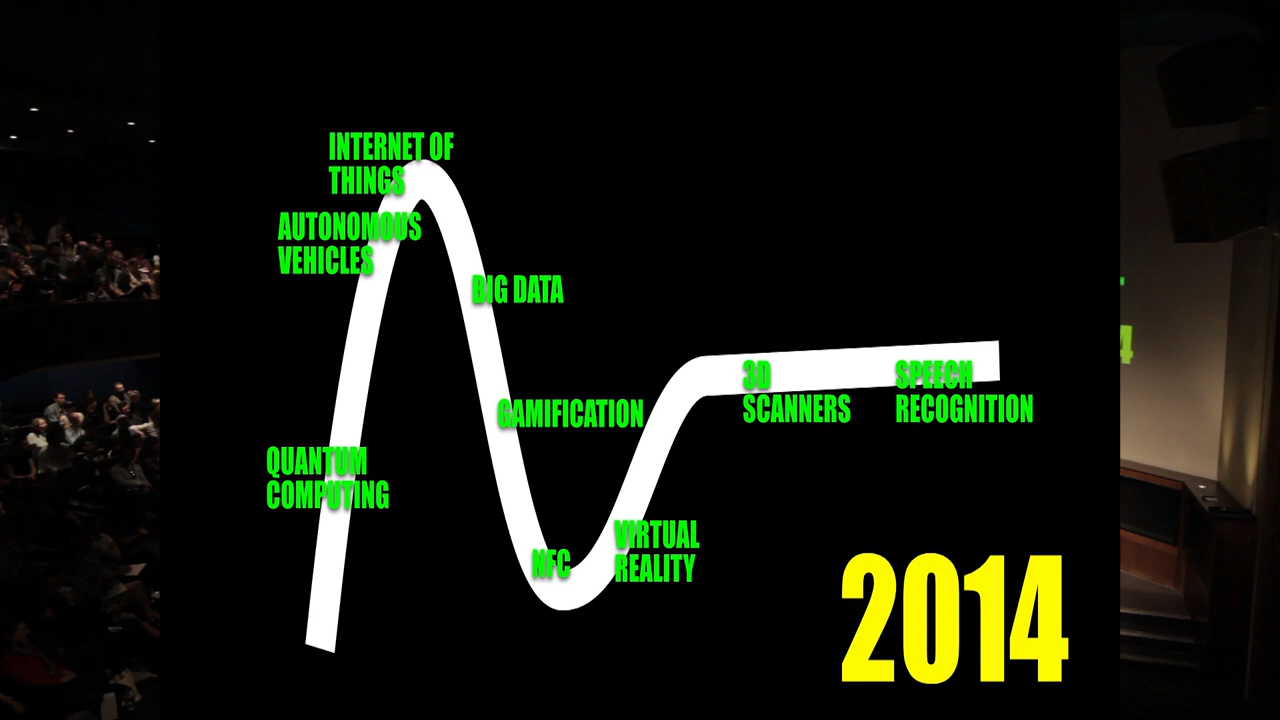 INTERNET OF
THINGS
AUTONOMOUS
VEHICLES
BIG DATA
3D
SCANNERS
SPEECH
RECOGNITION
GAMIFICATION
QUANTUM
COMPUTING
VIRTUAL
REALITY
NFC
2014